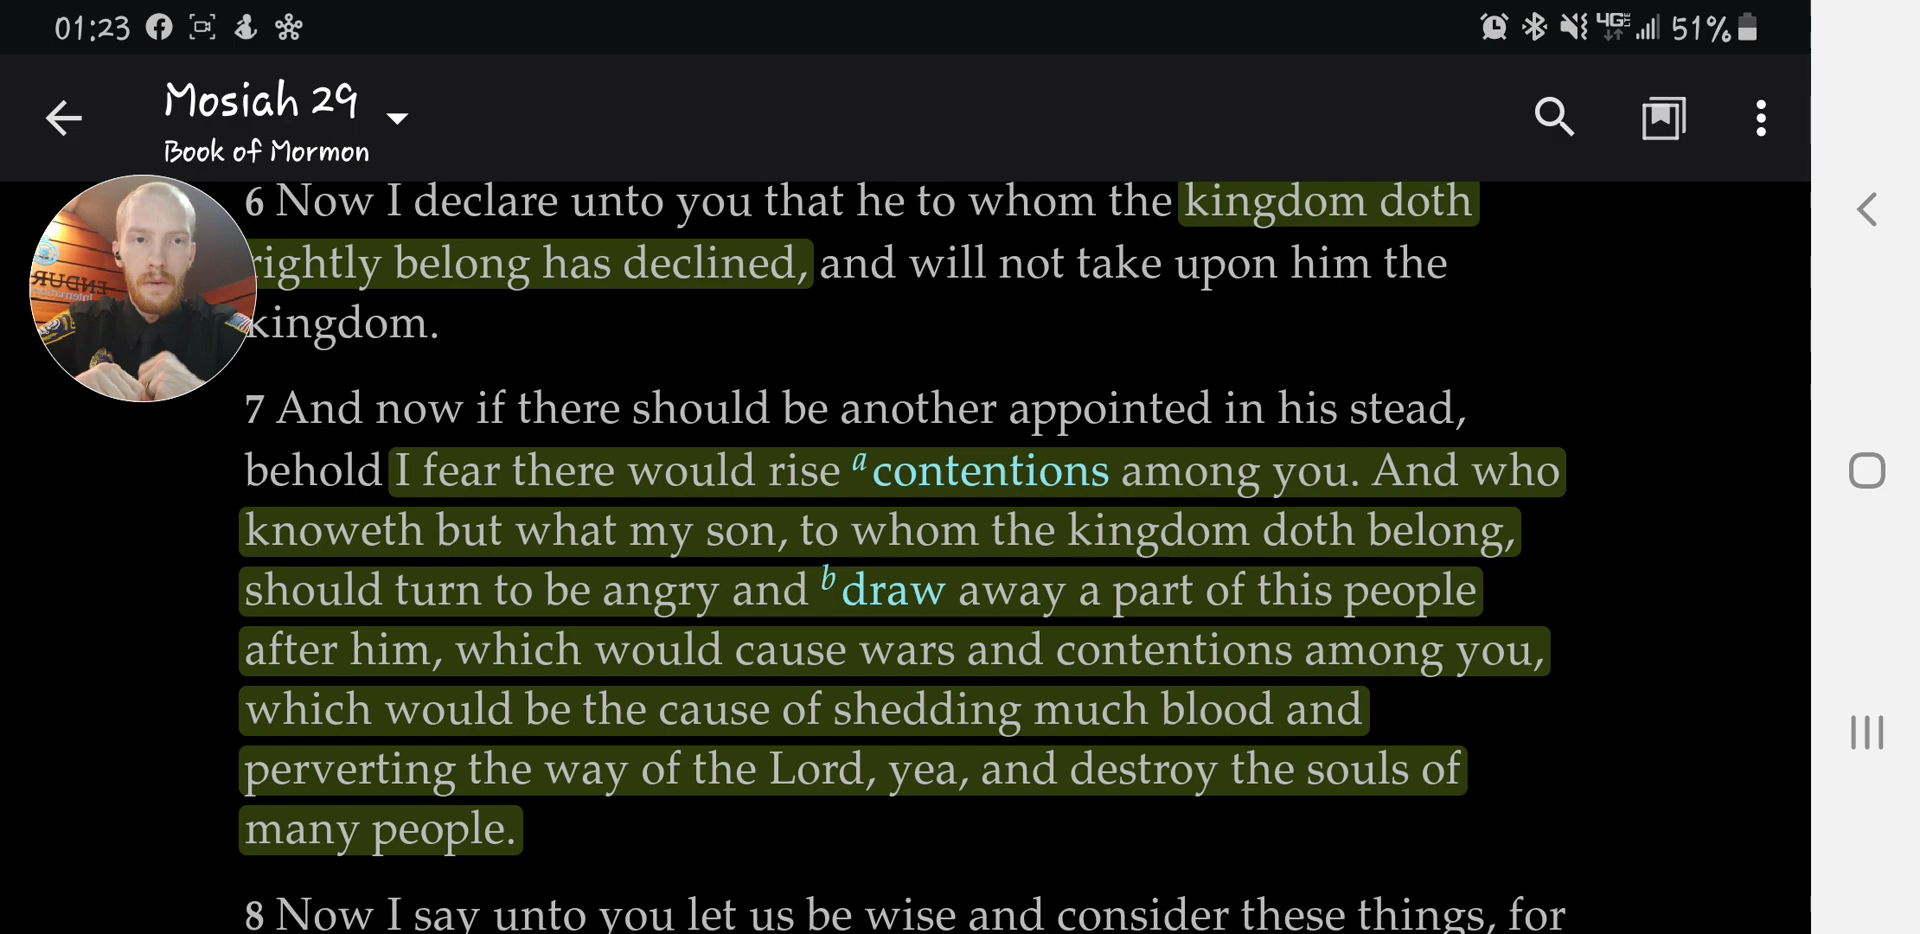 01:23
4G LTE 51%
Mosiah 29
Book of Mormon
6 Now I declare unto you that he to whom the kingdom doth
rightly belong has declined, and will not take upon him the
kingdom.
7 And now if there should be another appointed in his stead,
behold I fear there would rise a contentions among you. And who
knoweth but what my son, to whom the kingdom doth belong,
should turn to be angry and b draw away a part of this people
after him, which would cause wars and contentions among you,
which would be the cause of shedding much blood and
perverting the way of the Lord, yea, and destroy the souls of
many people.
8 Now I say unto you let us be wise and consider these things, for